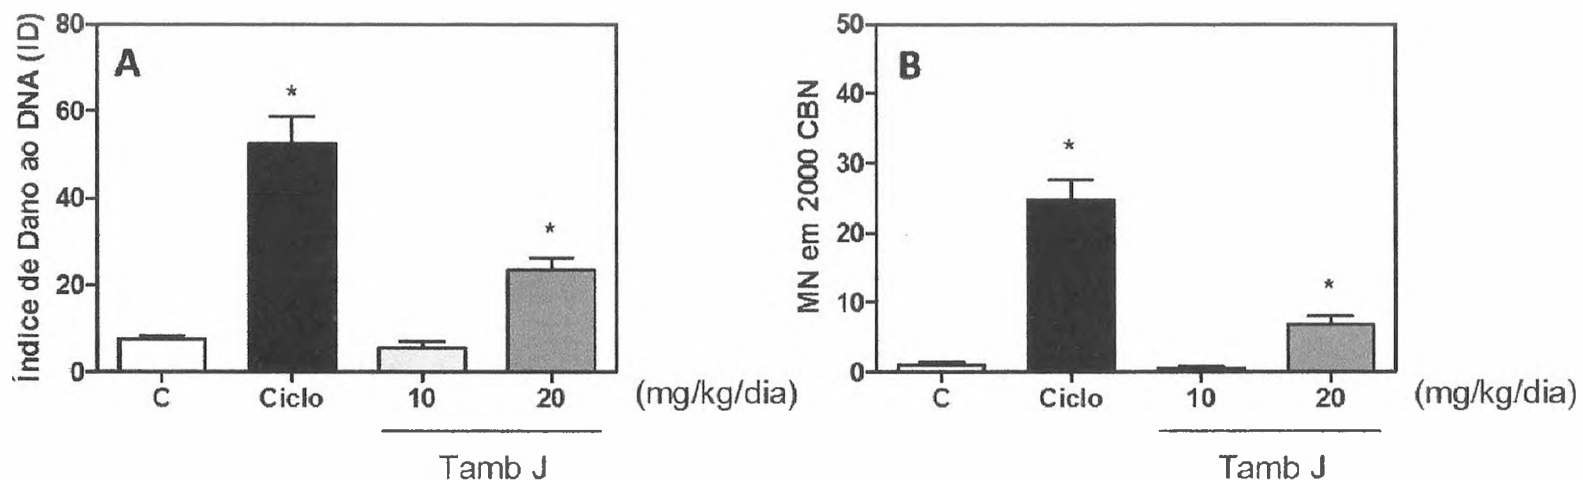 A
Índice de Dano ao DNA (ID)
80
60
40
20
0
*
*
C Ciclo 10 20 (mg/kg/dia)
Tamb J
B
MN em 2000 CBN
50
40
30
20
10
0
*
*
C Ciclo 10 20 (mg/kg/dia)
Tamb J